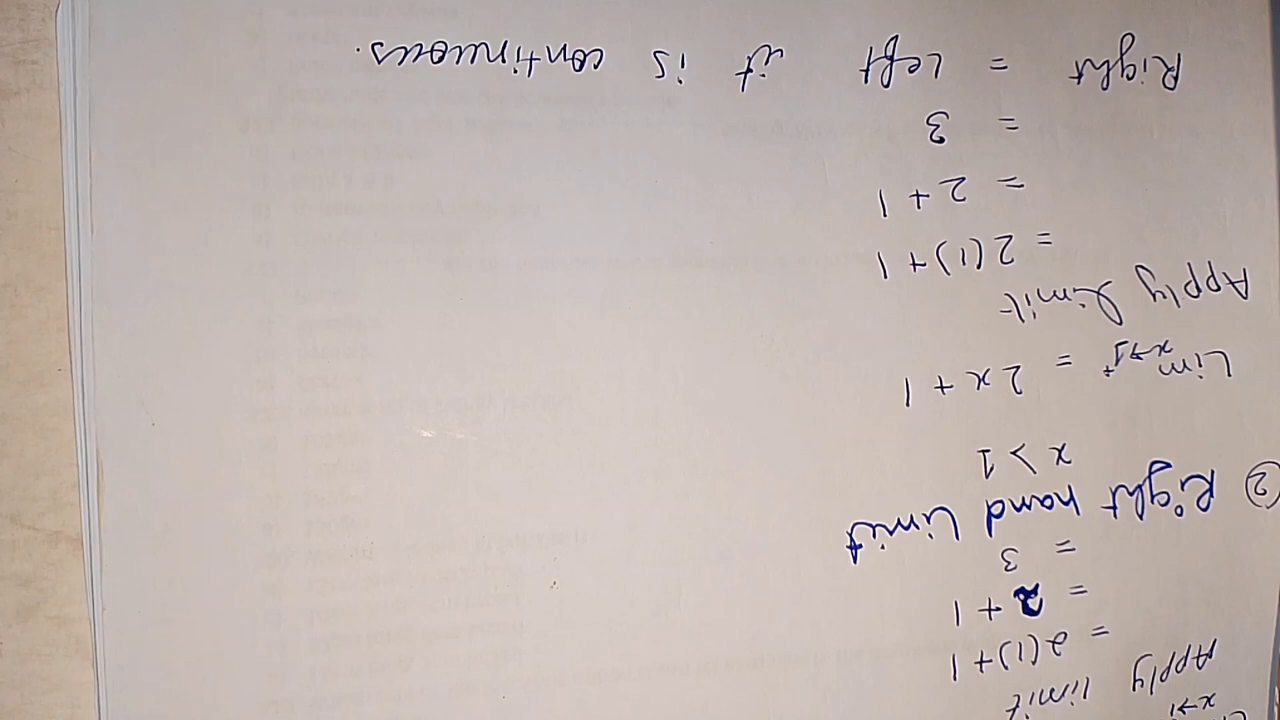 x→1
Apply limit
= 2(1)+1
= 2+1
= 3
② Right hand Limit
x > 1
Lim x→1⁺ = 2x + 1
Apply limit
= 2(1)+1
= 2+1
= 3
Right = Left it is continuous.